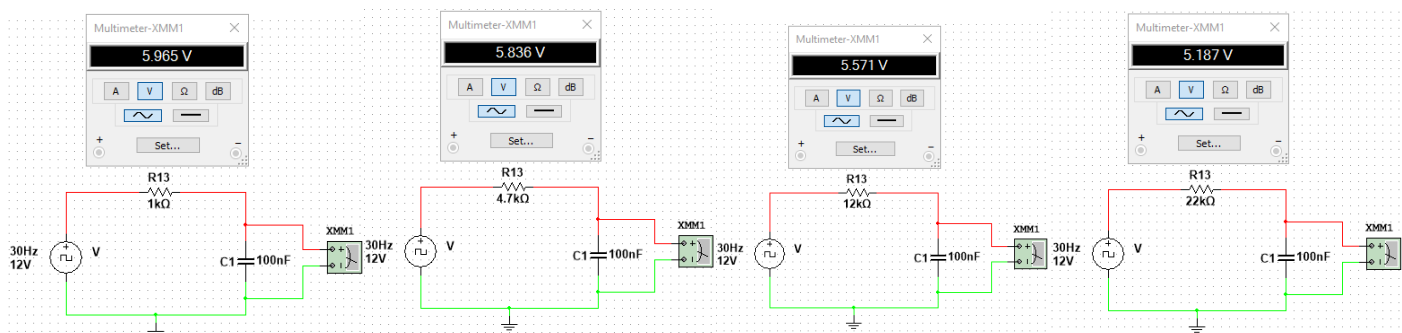 Multimeter-XMM1
5.965 V
A V Ω dB
+ Set... −
R13
1kΩ
30Hz
12V
V
C1
100nF
XMM1
Multimeter-XMM1
5.836 V
A V Ω dB
+ Set... −
R13
4.7kΩ
30Hz
12V
V
C1
100nF
XMM1
Multimeter-XMM1
5.571 V
A V Ω dB
+ Set... −
R13
12kΩ
30Hz
12V
V
C1
100nF
XMM1
Multimeter-XMM1
5.187 V
A V Ω dB
+ Set... −
R13
22kΩ
30Hz
12V
V
C1
100nF
XMM1